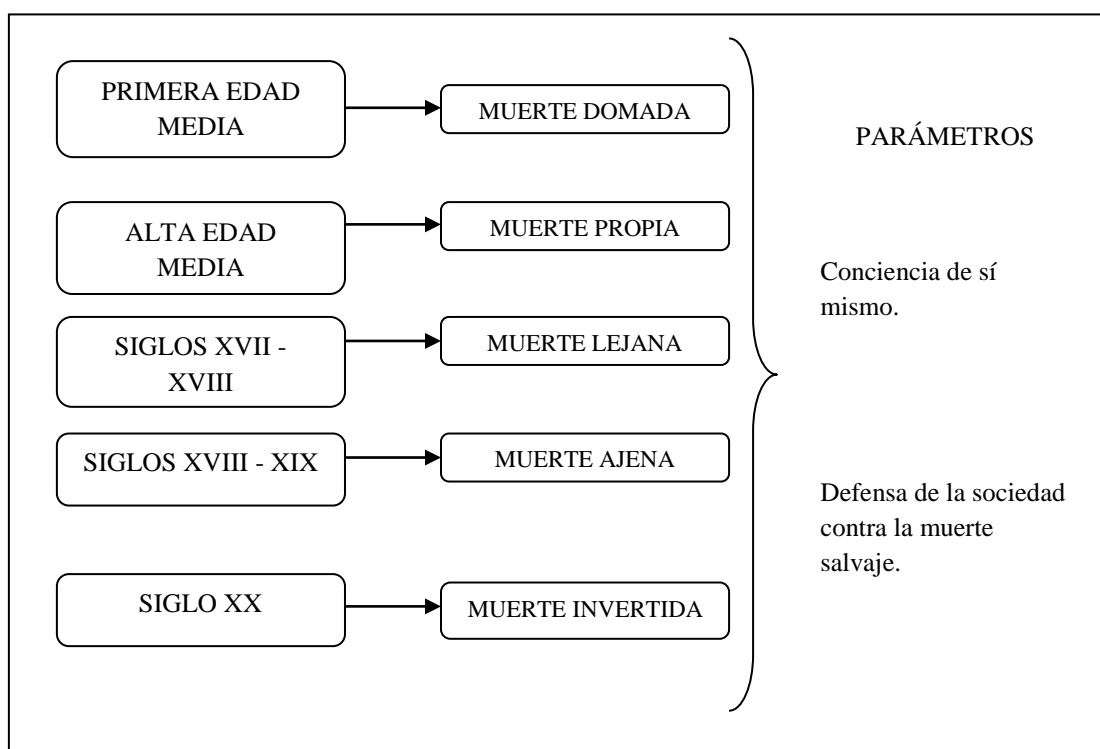 PRIMERA EDAD
MEDIA
MUERTE DOMADA
ALTA EDAD
MEDIA
MUERTE PROPIA
SIGLOS XVII -
XVIII
MUERTE LEJANA
SIGLOS XVIII - XIX
MUERTE AJENA
SIGLO XX
MUERTE INVERTIDA
PARÁMETROS
Conciencia de sí
mismo.
Defensa de la sociedad
contra la muerte
salvaje.